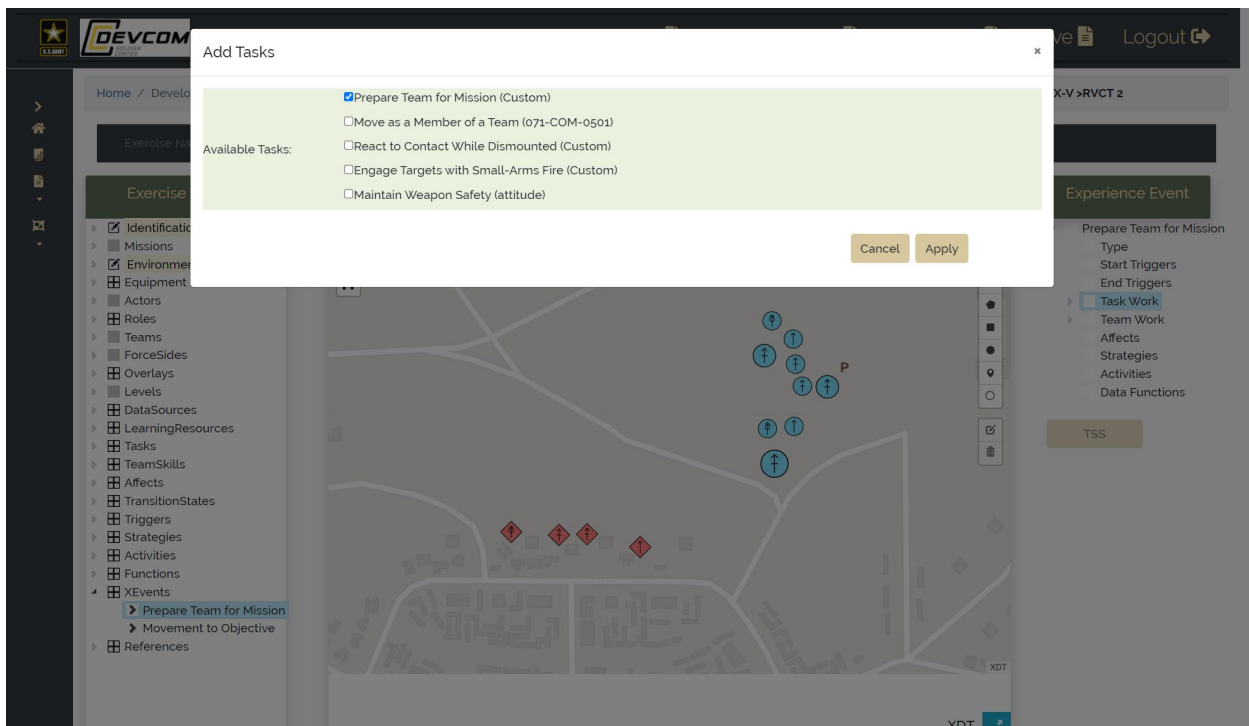 U.S.ARMY
DEVCOM
SOLDIER
CENTER
ve
Logout
Add Tasks
×
Home / Develo
X-V >RVCT 2
Exercise Na
Available Tasks:
Prepare Team for Mission (Custom)
Move as a Member of a Team (071-COM-0501)
React to Contact While Dismounted (Custom)
Engage Targets with Small-Arms Fire (Custom)
Maintain Weapon Safety (attitude)
Cancel
Apply
Exercise
Identificatio
Missions
Environmen
Equipment
Actors
Roles
Teams
ForceSides
Overlays
Levels
DataSources
LearningResources
Tasks
TeamSkills
Affects
TransitionStates
Triggers
Strategies
Activities
Functions
XEvents
Prepare Team for Mission
Movement to Objective
References
P
XDT
XDT
Experience Event
Prepare Team for Mission
Type
Start Triggers
End Triggers
Task Work
Team Work
Affects
Strategies
Activities
Data Functions
TSS